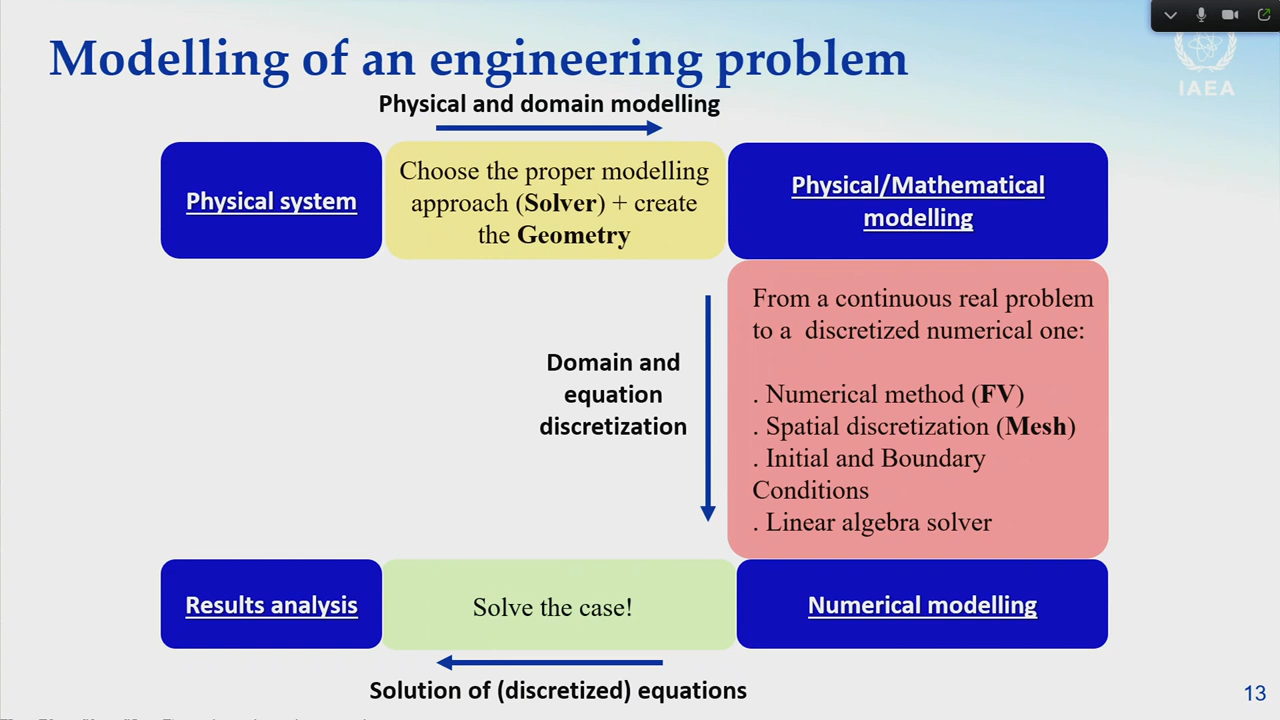 Modelling of an engineering problem
IAEA
Physical and domain modelling
Physical system
Choose the proper modelling
approach (Solver) + create
the Geometry
Physical/Mathematical
modelling
From a continuous real problem
to a discretized numerical one:
. Numerical method (FV)
. Spatial discretization (Mesh)
. Initial and Boundary
Conditions
. Linear algebra solver
Domain and
equation
discretization
Results analysis
Solve the case!
Numerical modelling
Solution of (discretized) equations
13